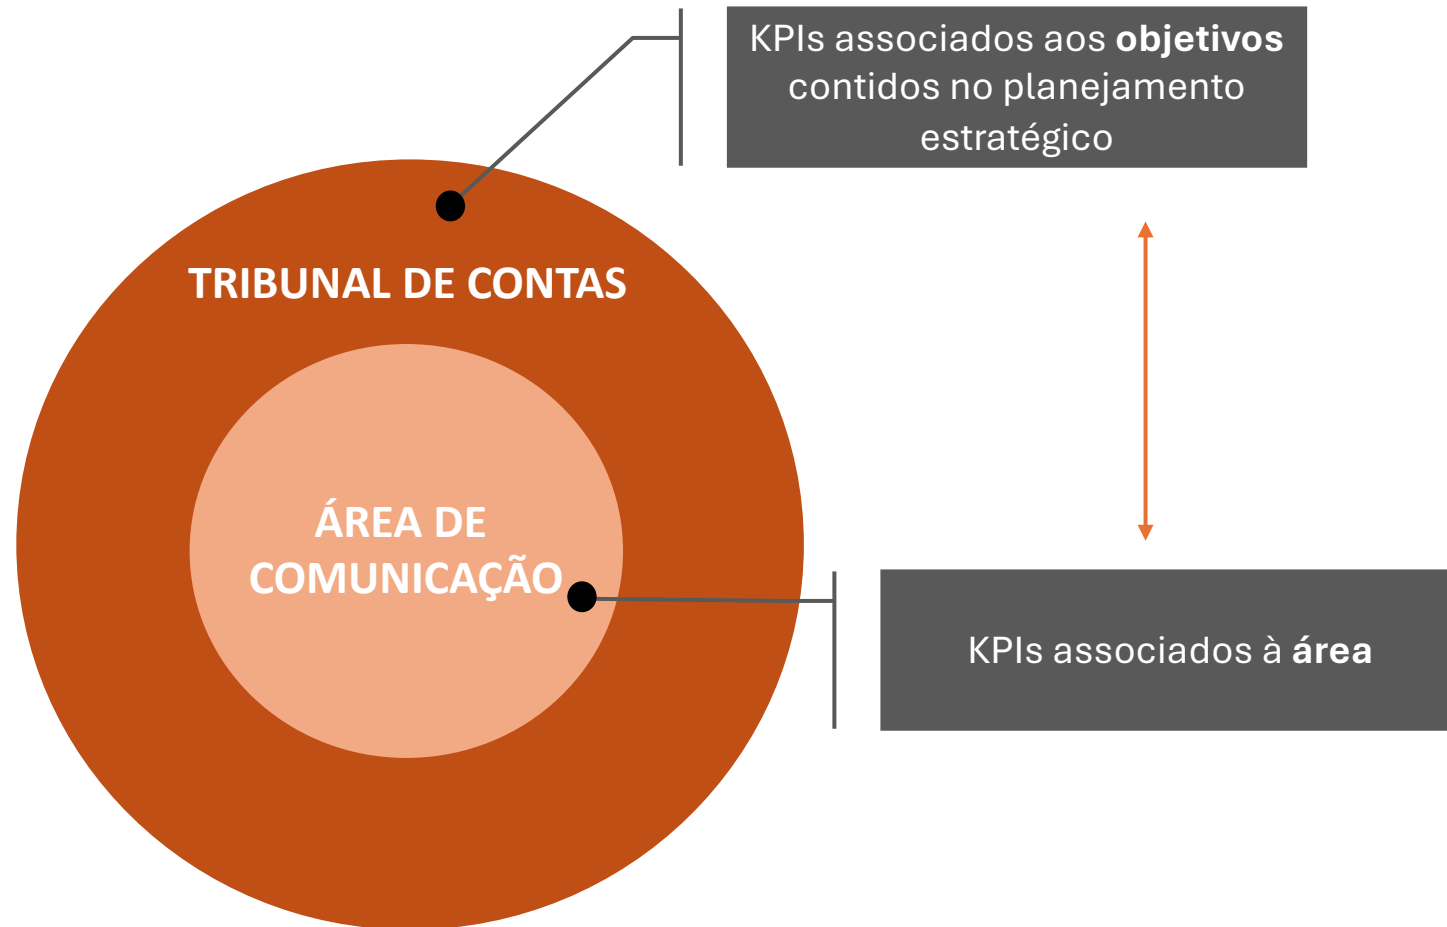 KPIs associados aos objetivos
contidos no planejamento
estratégico
TRIBUNAL DE CONTAS
ÁREA DE
COMUNICAÇÃO
KPIs associados à área